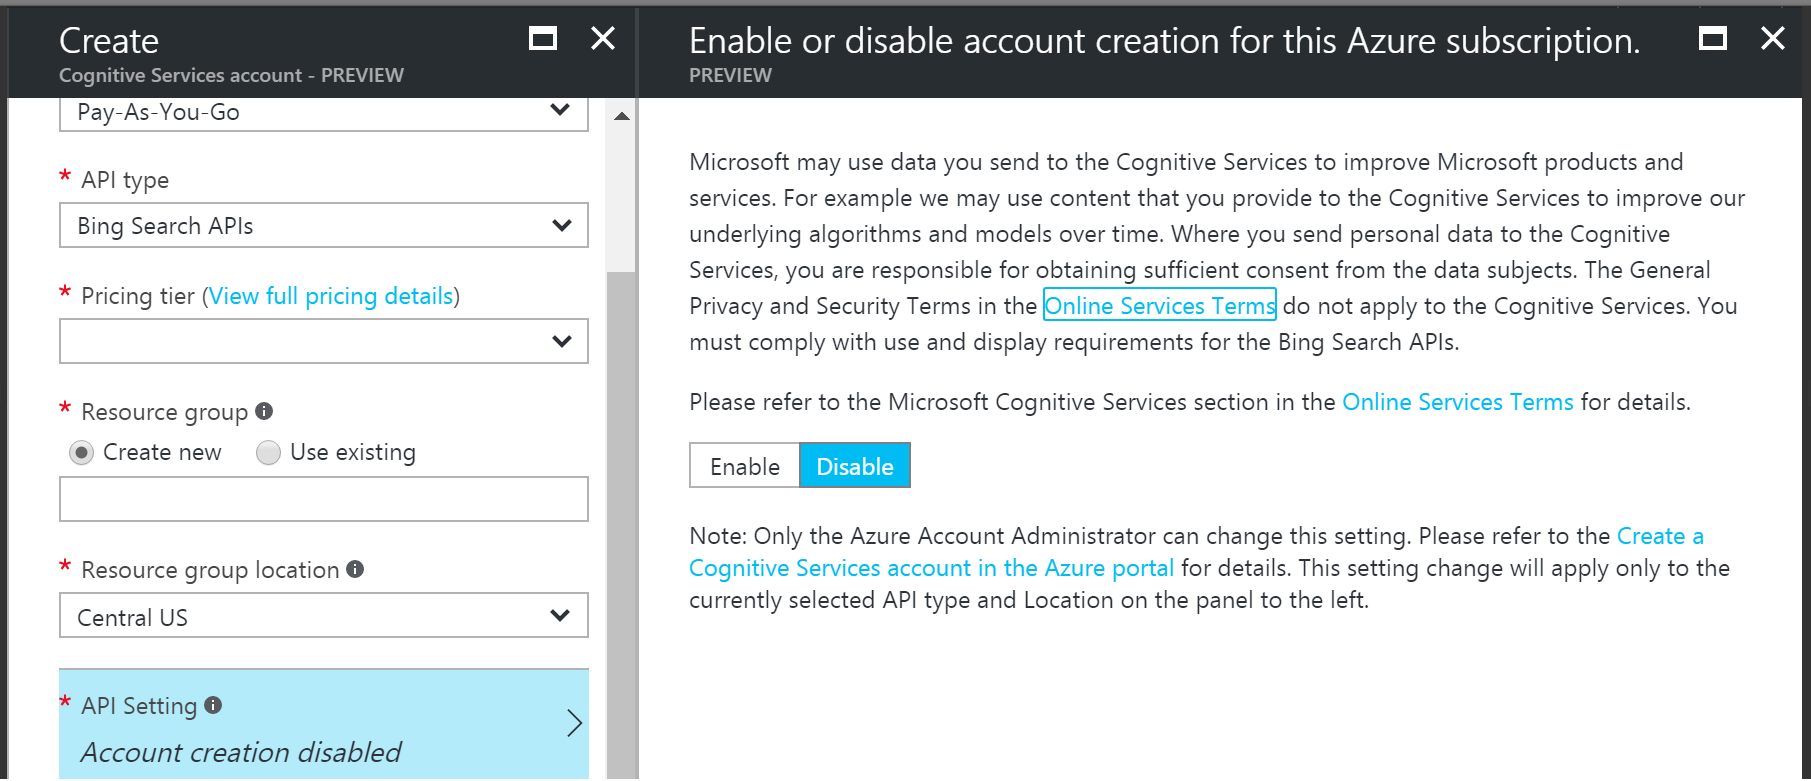 Create
Cognitive Services account - PREVIEW
Pay-As-You-Go
* API type
Bing Search APIs
* Pricing tier (View full pricing details)
* Resource group
Create new Use existing
* Resource group location
Central US
* API Setting
Account creation disabled
Enable or disable account creation for this Azure subscription.
PREVIEW
Microsoft may use data you send to the Cognitive Services to improve Microsoft products and
services. For example we may use content that you provide to the Cognitive Services to improve our
underlying algorithms and models over time. Where you send personal data to the Cognitive
Services, you are responsible for obtaining sufficient consent from the data subjects. The General
Privacy and Security Terms in the Online Services Terms do not apply to the Cognitive Services. You
must comply with use and display requirements for the Bing Search APIs.
Please refer to the Microsoft Cognitive Services section in the Online Services Terms for details.
Enable Disable
Note: Only the Azure Account Administrator can change this setting. Please refer to the Create a
Cognitive Services account in the Azure portal for details. This setting change will apply only to the
currently selected API type and Location on the panel to the left.